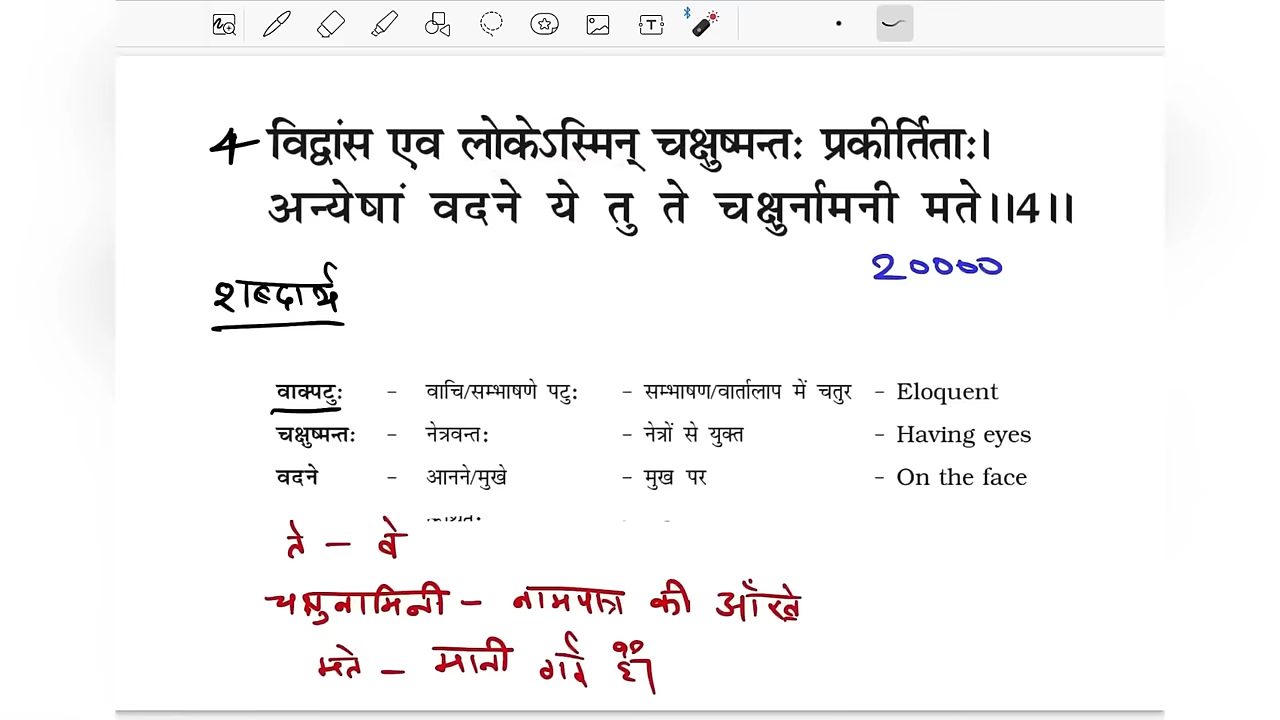 4 विद्वांस एव लोकेऽस्मिन् चक्षुष्मन्तः प्रकीर्तिताः।
अन्येषां वदने ये तु ते चक्षुर्नामनी मते।।4।।
20000
शब्दार्थ
वाक्पटुः - वाचि/सम्भाषणे पटुः - सम्भाषण/वार्तालाप में चतुर - Eloquent
चक्षुष्मन्तः - नेत्रवन्तः - नेत्रों से युक्त - Having eyes
वदने - आनने/मुखे - मुख पर - On the face
ते - वे
चक्षुनामिनी - नाममात्र की आँखे
मते - मानी गई हैं।